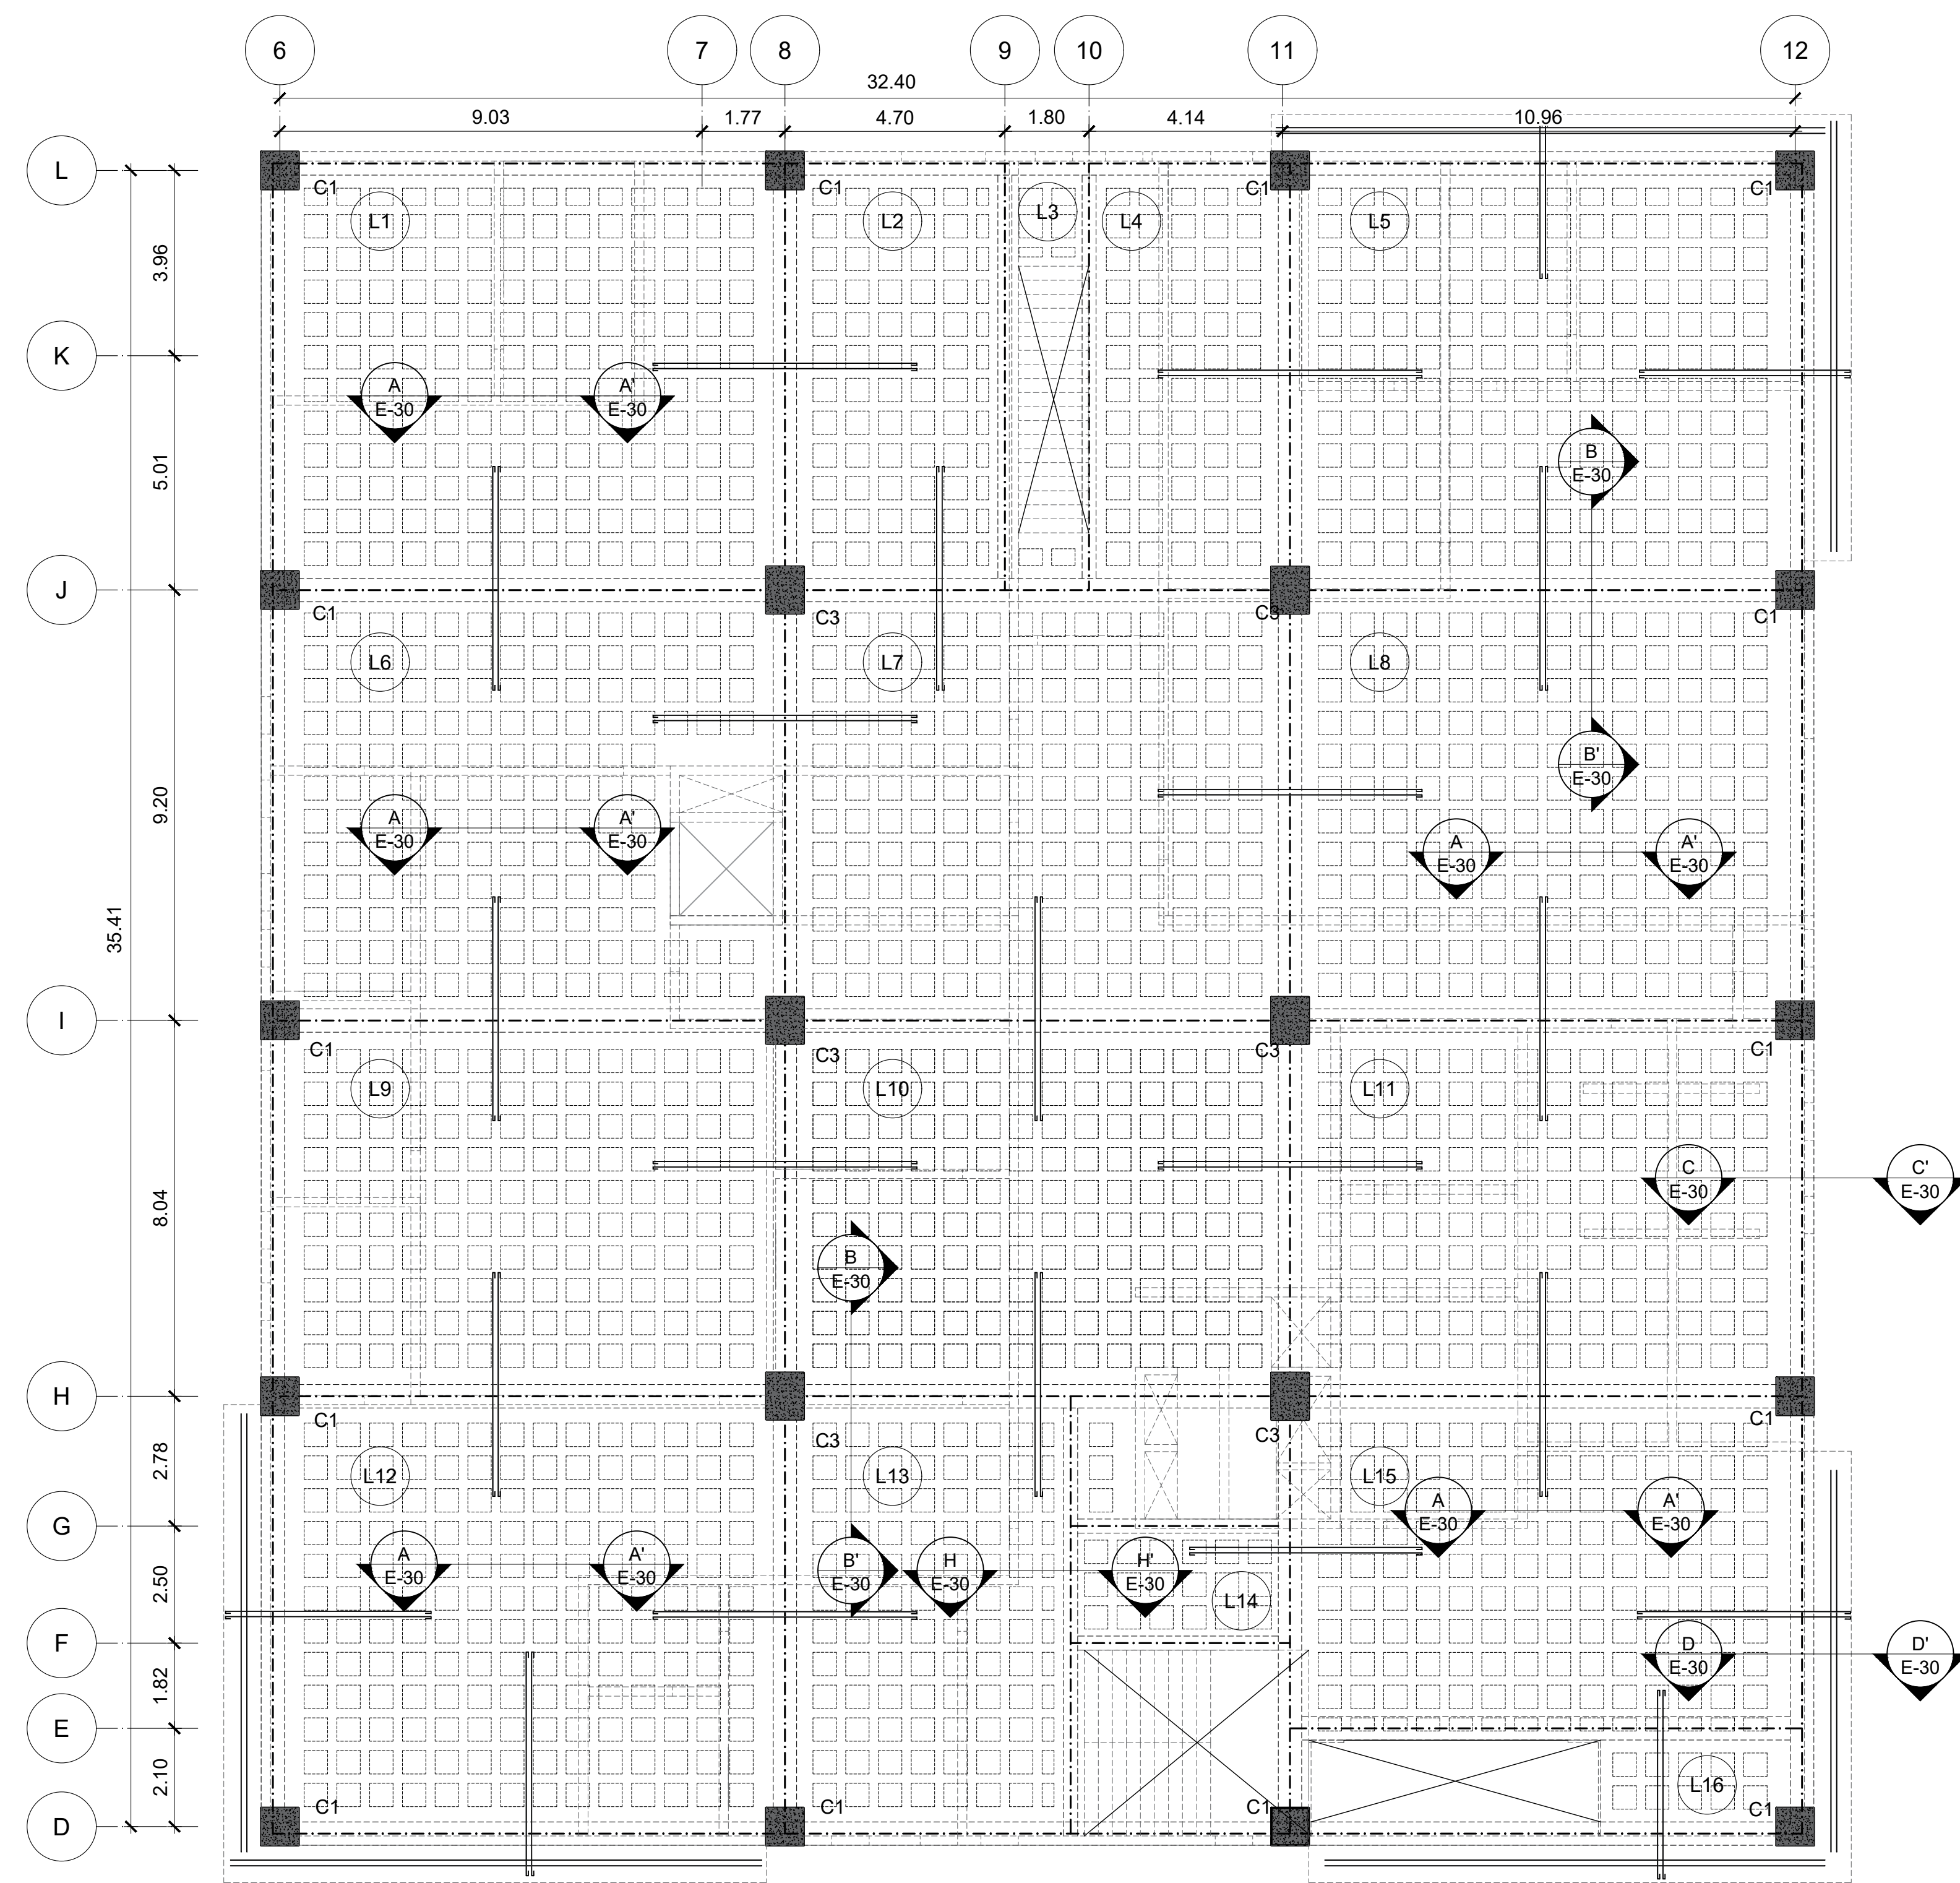 6 7 8 9 10 11 12
32.40
9.03 1.77 4.70 1.80 4.14 10.96
L
C1 C1 C1 C1
L1 L2 L3 L4 L5
3.96
K
A A'
E-30 E-30
B
E-30
5.01
J
C1 C3 C3 C1
L6 L7 L8
B'
E-30
9.20
A A' A A'
E-30 E-30 E-30 E-30
35.41
I
C1 C3 C3 C1
L9 L10 L11
C C'
E-30 E-30
8.04
B
E-30
H
C1 C3 C3 C1
2.78
L12 L13 L15
A A'
E-30 E-30
G
A A' B' H H'
E-30 E-30 E-30 E-30 E-30
2.50
L14
F
D D'
E-30 E-30
1.82
E
2.10
L16
C1 C1 C1 C1
D